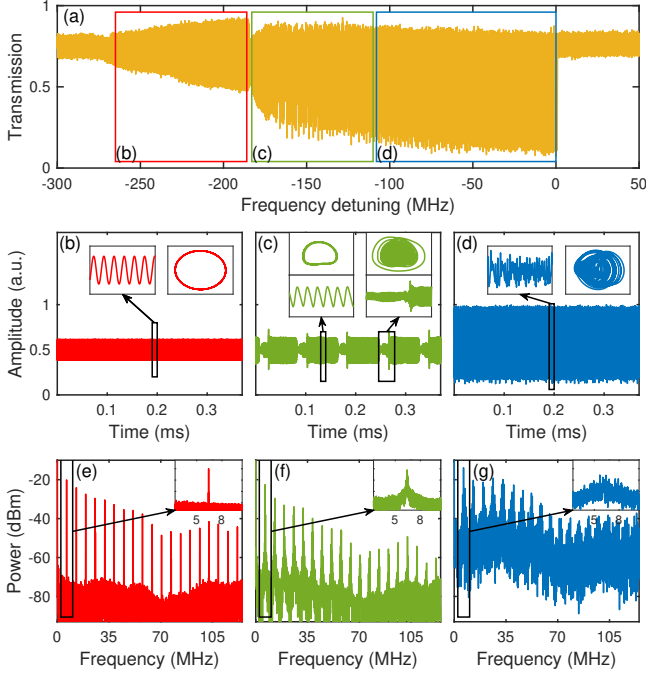 (a)
Transmission
1
0.5
0
(b) (c) (d)
-300 -250 -200 -150 -100 -50 0 50
Frequency detuning (MHz)
(b) (c) (d)
Amplitude (a.u.)
1
0.5
0
0.1 0.2 0.3 0.1 0.2 0.3 0.1 0.2 0.3
Time (ms) Time (ms) Time (ms)
(e) (f) (g)
Power (dBm)
-20
-40
-60
-80
5 8 5 8 5 8
0 35 70 105 0 35 70 105 0 35 70 105
Frequency (MHz) Frequency (MHz) Frequency (MHz)